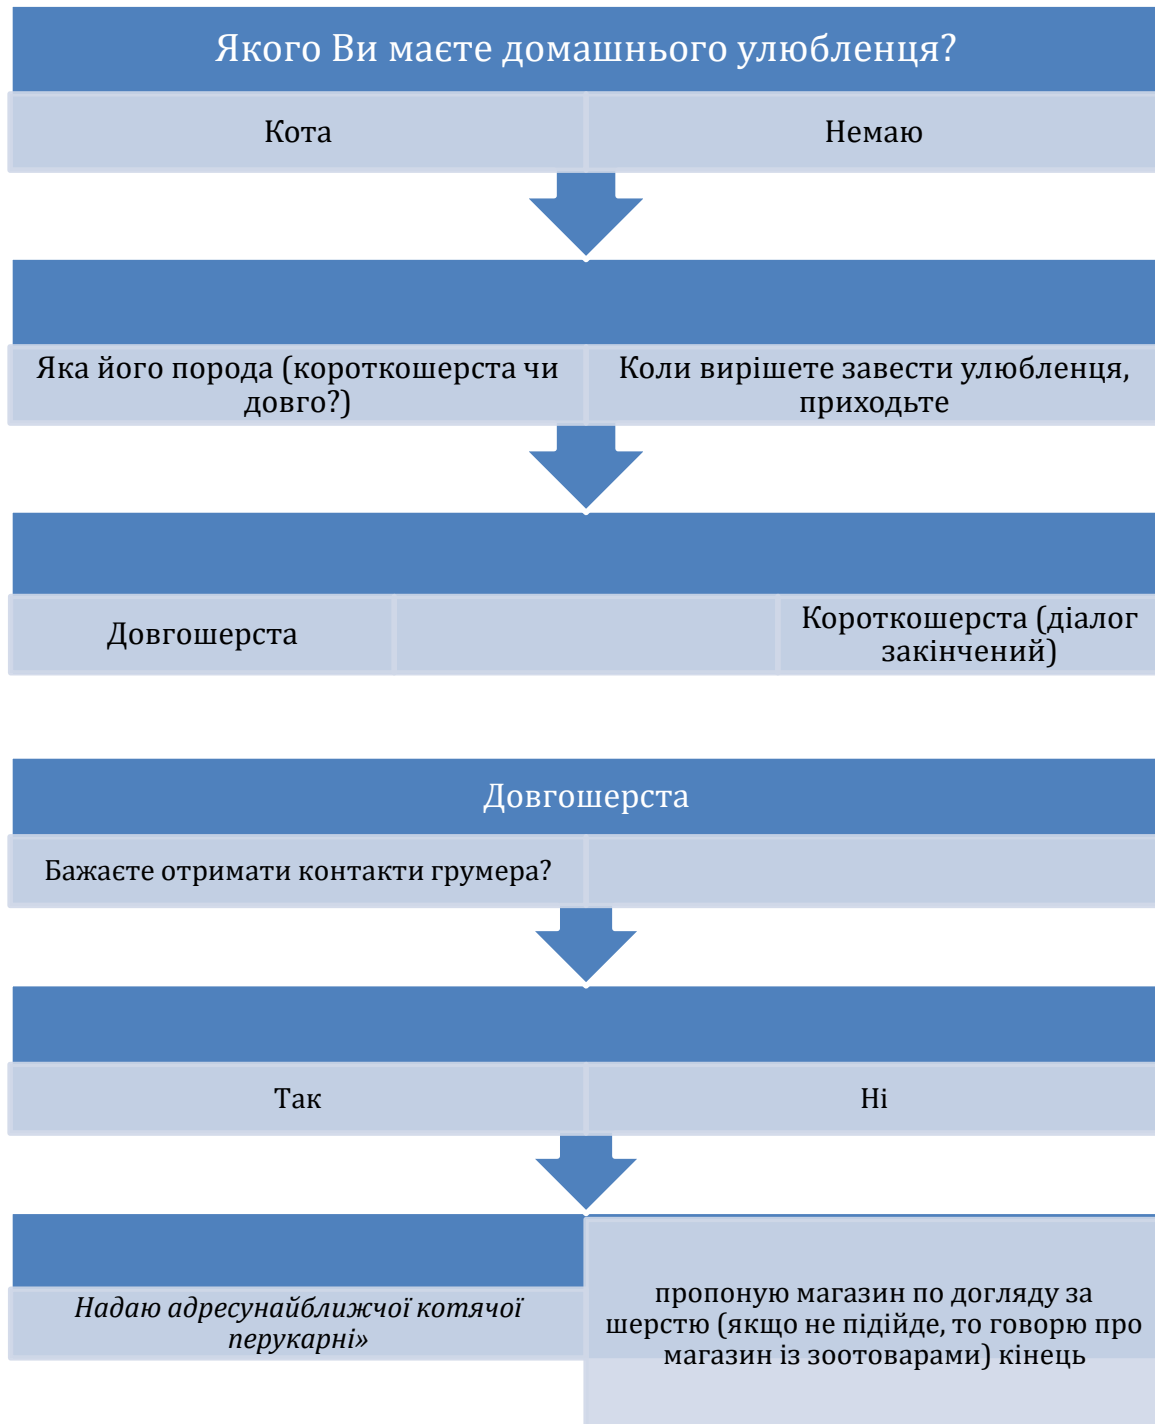 Якого Ви маєте домашнього улюбленця?
Кота
Немаю
Яка його порода (короткошерста чи
довго?)
Коли вирішете завести улюбленця,
приходьте
Довгошерста
Короткошерста (діалог
закінчений)
Довгошерста
Бажаєте отримати контакти грумера?
Так
Ні
Надаю адресунайближчої котячої
перукарні»
пропоную магазин по догляду за
шерстю (якщо не підійде, то говорю про
магазин із зоотоварами) кінець